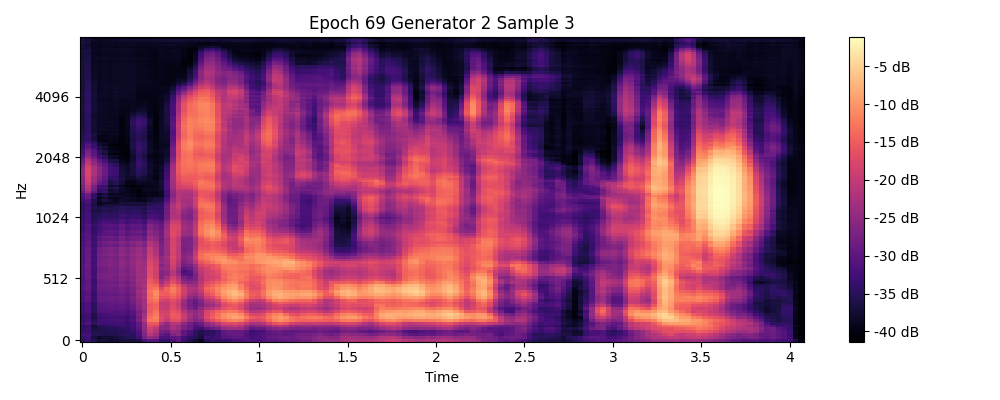 Epoch 69 Generator 2 Sample 3
Hz
4096
2048
1024
512
0
0
0.5
1
1.5
2
2.5
3
3.5
4
Time
-5 dB
-10 dB
-15 dB
-20 dB
-25 dB
-30 dB
-35 dB
-40 dB